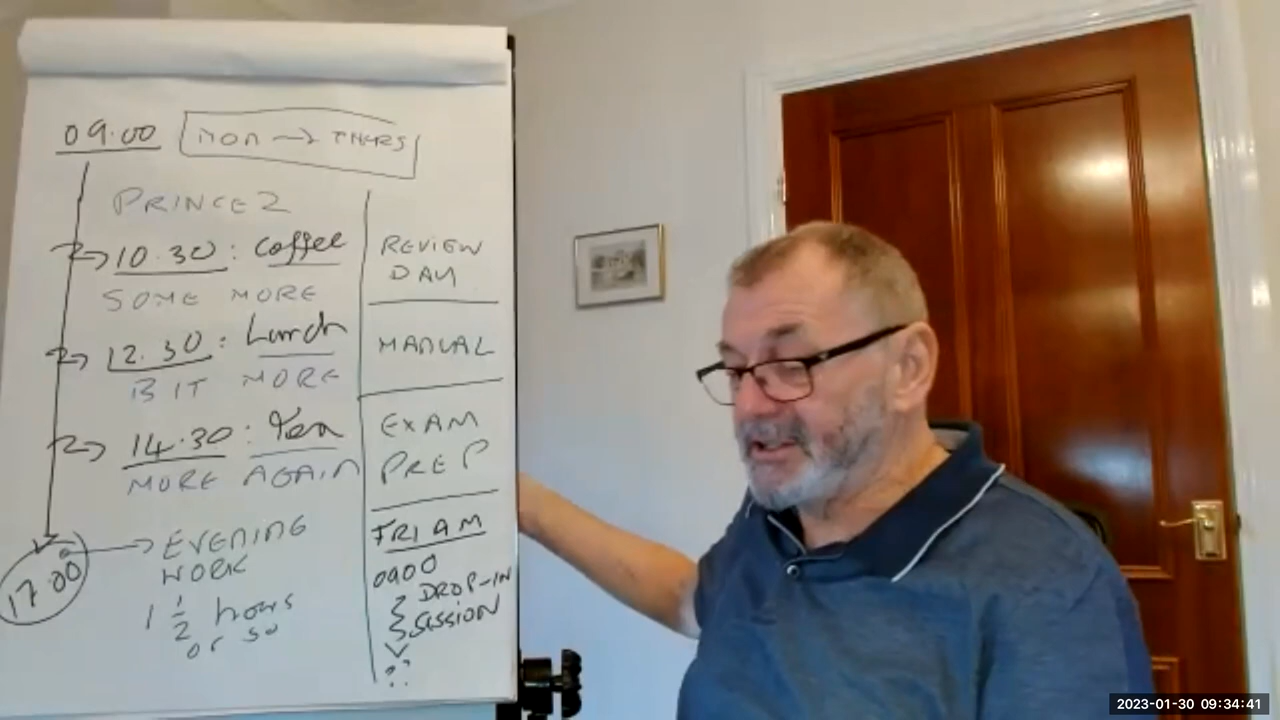 09.00 MON → THURS
PRINCE 2
10.30 : Coffee
SOME MORE
12.30 : Lunch
BIT MORE
14.30 : Tea
MORE AGAIN
17.00 → EVENING
WORK
1 1/2 hours
or so
REVIEW
DAY
MANUAL
EXAM
PREP
FRI AM
0900
DROP-IN
SESSION
??
2023-01-30 09:34:41